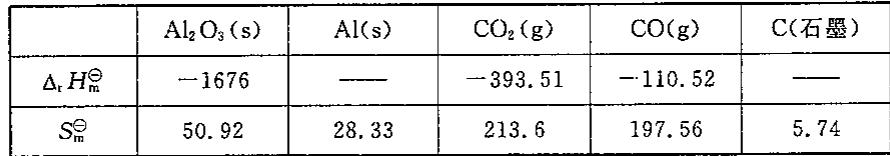 Al₂O₃(s) Al(s) CO₂(g) CO(g) C(石墨)
ΔᵣH⊖m −1676 —— −393.51 −110.52 ——
S⊖m 50.92 28.33 213.6 197.56 5.74